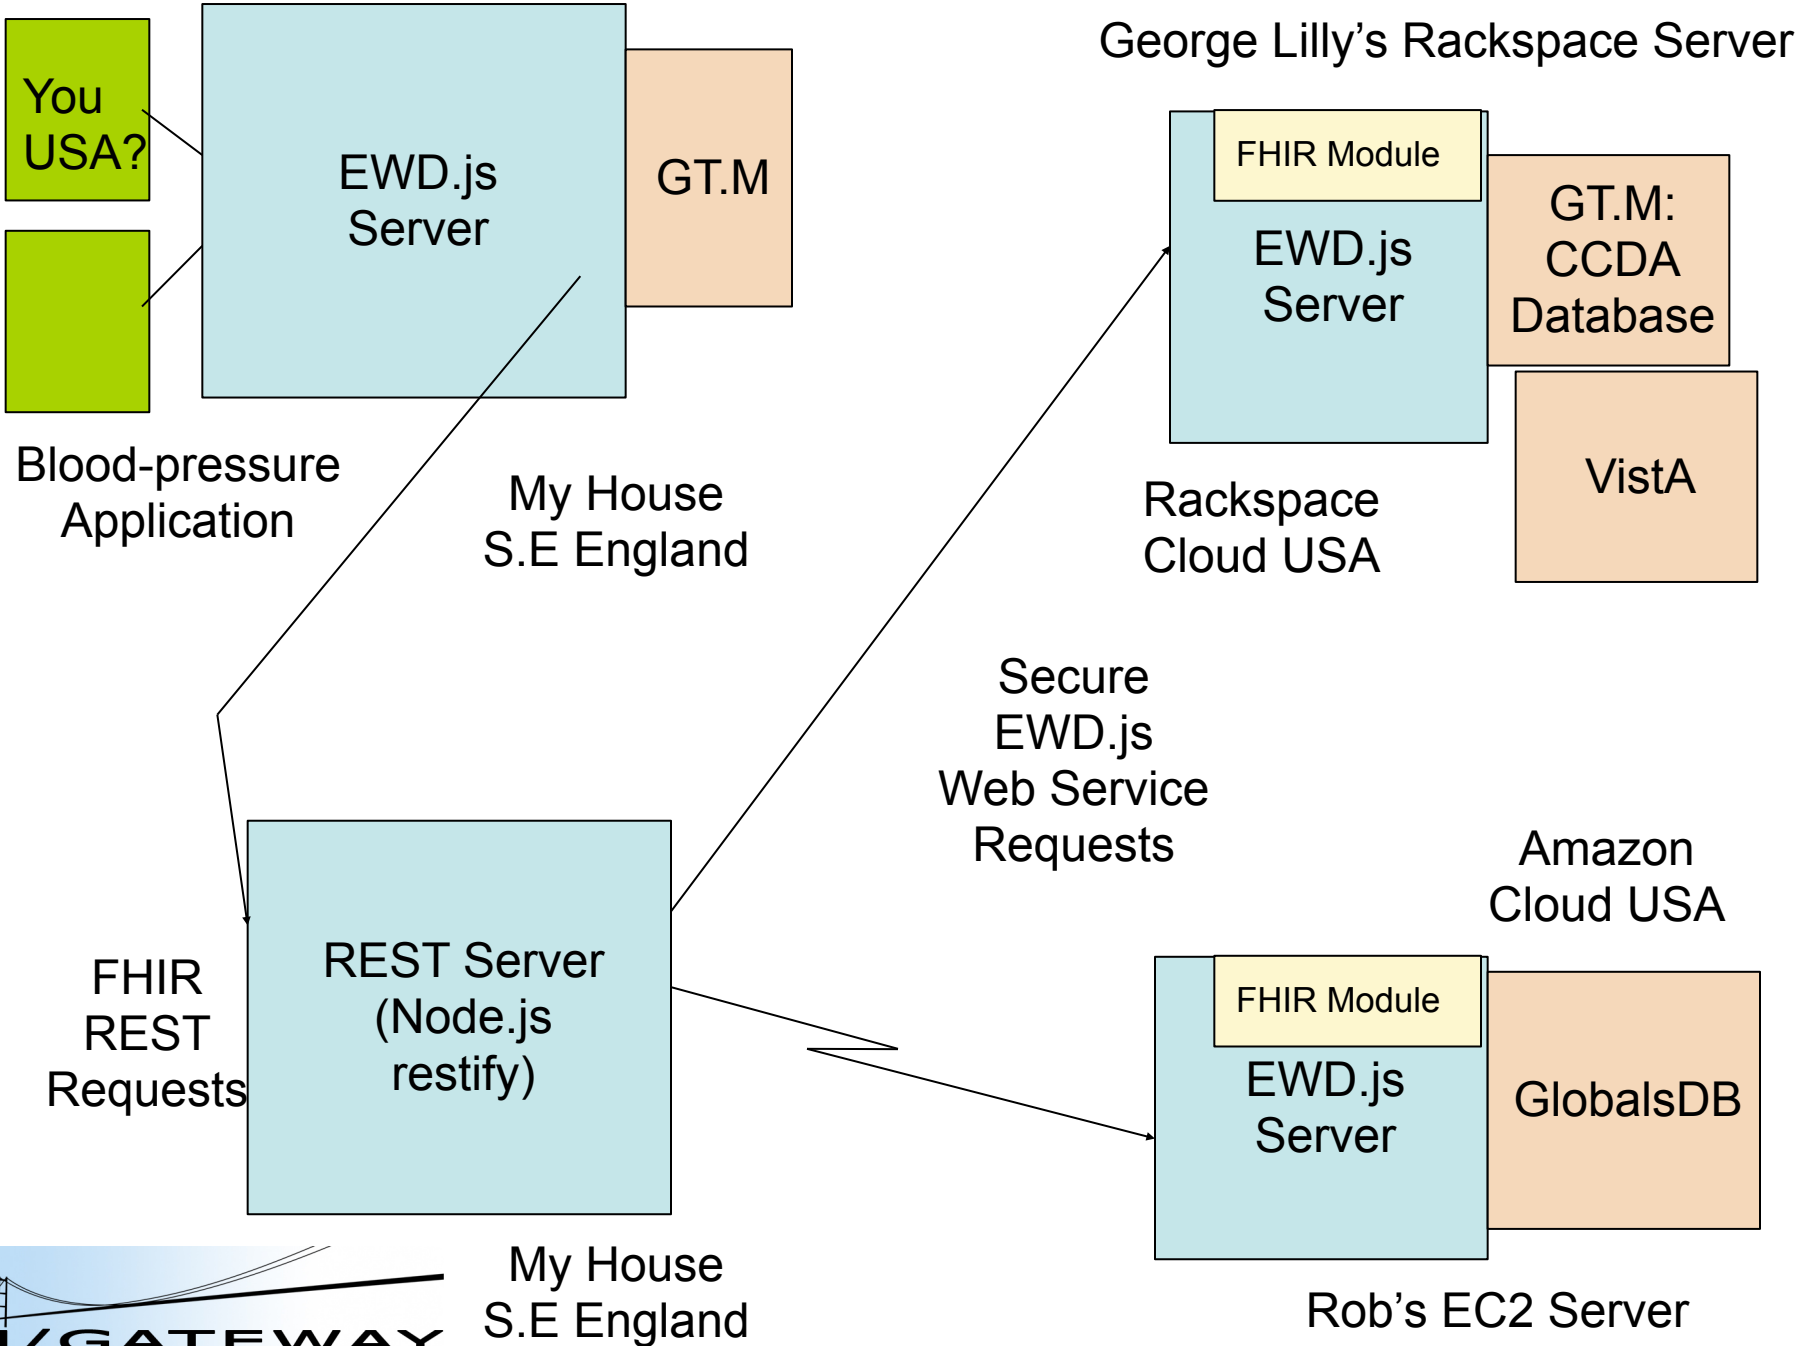 You
USA?
EWD.js
Server
GT.M
Blood-pressure
Application
My House
S.E England
George Lilly’s Rackspace Server
FHIR Module
EWD.js
Server
GT.M:
CCDA
Database
VistA
Rackspace
Cloud USA
Secure
EWD.js
Web Service
Requests
FHIR
REST
Requests
REST Server
(Node.js
restify)
My House
S.E England
Amazon
Cloud USA
FHIR Module
EWD.js
Server
GlobalsDB
Rob’s EC2 Server
/GATEWAY